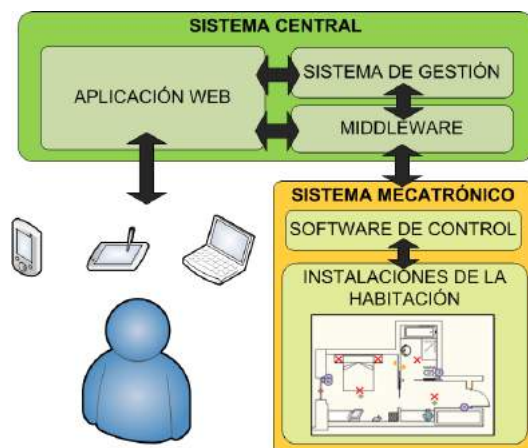 SISTEMA CENTRAL
APLICACIÓN WEB
SISTEMA DE GESTIÓN
MIDDLEWARE
SISTEMA MECATRÓNICO
SOFTWARE DE CONTROL
INSTALACIONES DE LA
HABITACIÓN